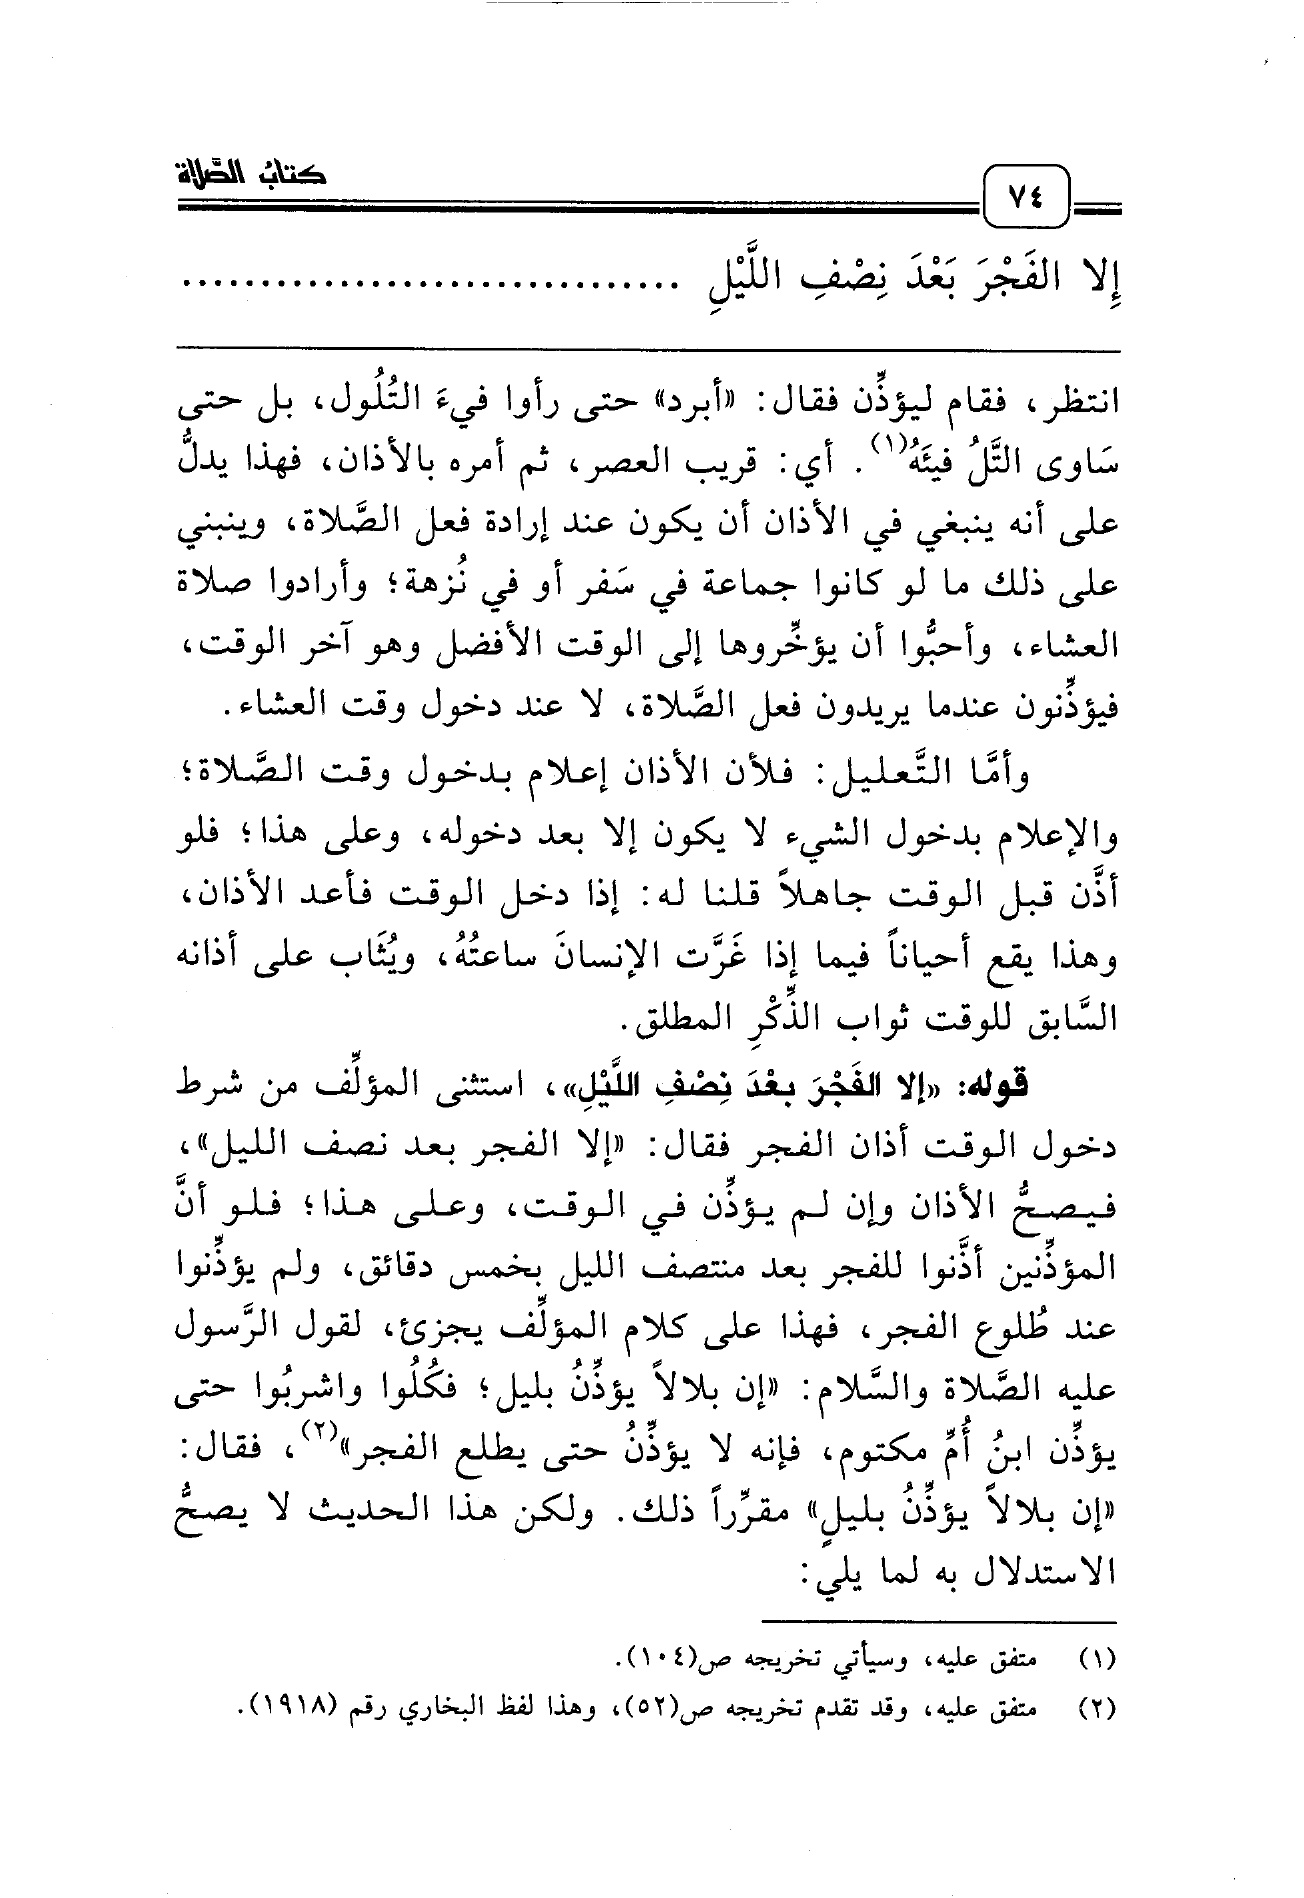 كتابُ الصَّلاة
٧٤
إِلا الفَجْرَ بَعْدَ نِصْفِ اللَّيْلِ ................................
انتظر، فقام ليؤذِّن فقال: «أبرد» حتى رأوا فيءَ التُلُول، بل حتى
سَاوى التَّلُ فيئَهُ(١). أي: قريب العصر، ثم أمره بالأذان، فهذا يدلُّ
على أنه ينبغي في الأذان أن يكون عند إرادة فعل الصَّلاة، وينبني
على ذلك ما لو كانوا جماعة في سَفر أو في نُزهة؛ وأرادوا صلاة
العشاء، وأحبُّوا أن يؤخِّروها إلى الوقت الأفضل وهو آخر الوقت،
فيؤذِّنون عندما يريدون فعل الصَّلاة، لا عند دخول وقت العشاء.
وأمَّا التَّعليل: فلأن الأذان إعلام بدخول وقت الصَّلاة؛
والإعلام بدخول الشيء لا يكون إلا بعد دخوله، وعلى هذا؛ فلو
أذَّن قبل الوقت جاهلاً قلنا له: إذا دخل الوقت فأعد الأذان،
وهذا يقع أحياناً فيما إذا غَرَّت الإنسانَ ساعتُهُ، ويُثَاب على أذانه
السَّابق للوقت ثواب الذِّكْرِ المطلق.
قوله: «إلا الفَجْرَ بعْدَ نِصْفِ اللَّيْلِ»، استثنى المؤلِّف من شرط
دخول الوقت أذان الفجر فقال: «إلا الفجر بعد نصف الليل»،
فيصحُّ الأذان وإن لم يؤذِّن في الوقت، وعلى هذا؛ فلو أنَّ
المؤذِّنين أذَّنوا للفجر بعد منتصف الليل بخمس دقائق، ولم يؤذِّنوا
عند طُلوع الفجر، فهذا على كلام المؤلِّف يجزئ، لقول الرَّسول
عليه الصَّلاة والسَّلام: «إن بلالاً يؤذِّنُ بليل؛ فكُلُوا واشربُوا حتى
يؤذِّن ابنُ أُمِّ مكتوم، فإنه لا يؤذِّنُ حتى يطلع الفجر»(٢)، فقال:
«إن بلالاً يؤذِّنُ بليلٍ» مقرِّراً ذلك. ولكن هذا الحديث لا يصحُّ
الاستدلال به لما يلي:
(١) متفق عليه، وسيأتي تخريجه ص(١٠٤).
(٢) متفق عليه، وقد تقدم تخريجه ص(٥٢)، وهذا لفظ البخاري رقم (١٩١٨).